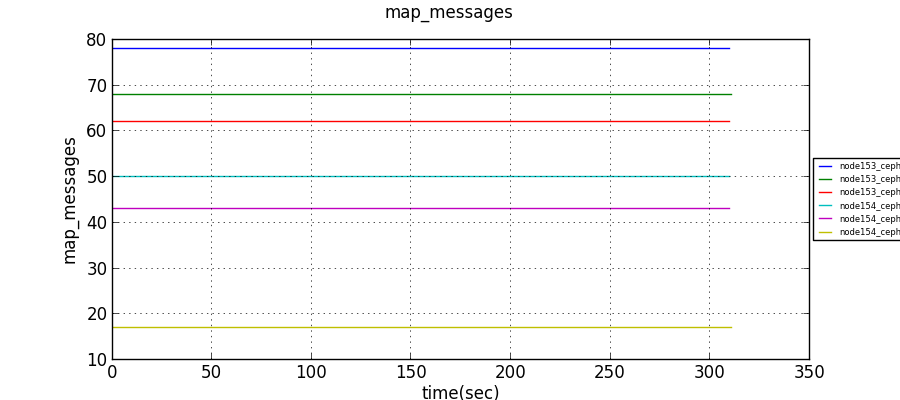 map_messages
80
70
60
50
40
30
20
10
map_messages
0 50 100 150 200 250 300 350
time(sec)
node153_ceph
node153_ceph
node153_ceph
node154_ceph
node154_ceph
node154_ceph